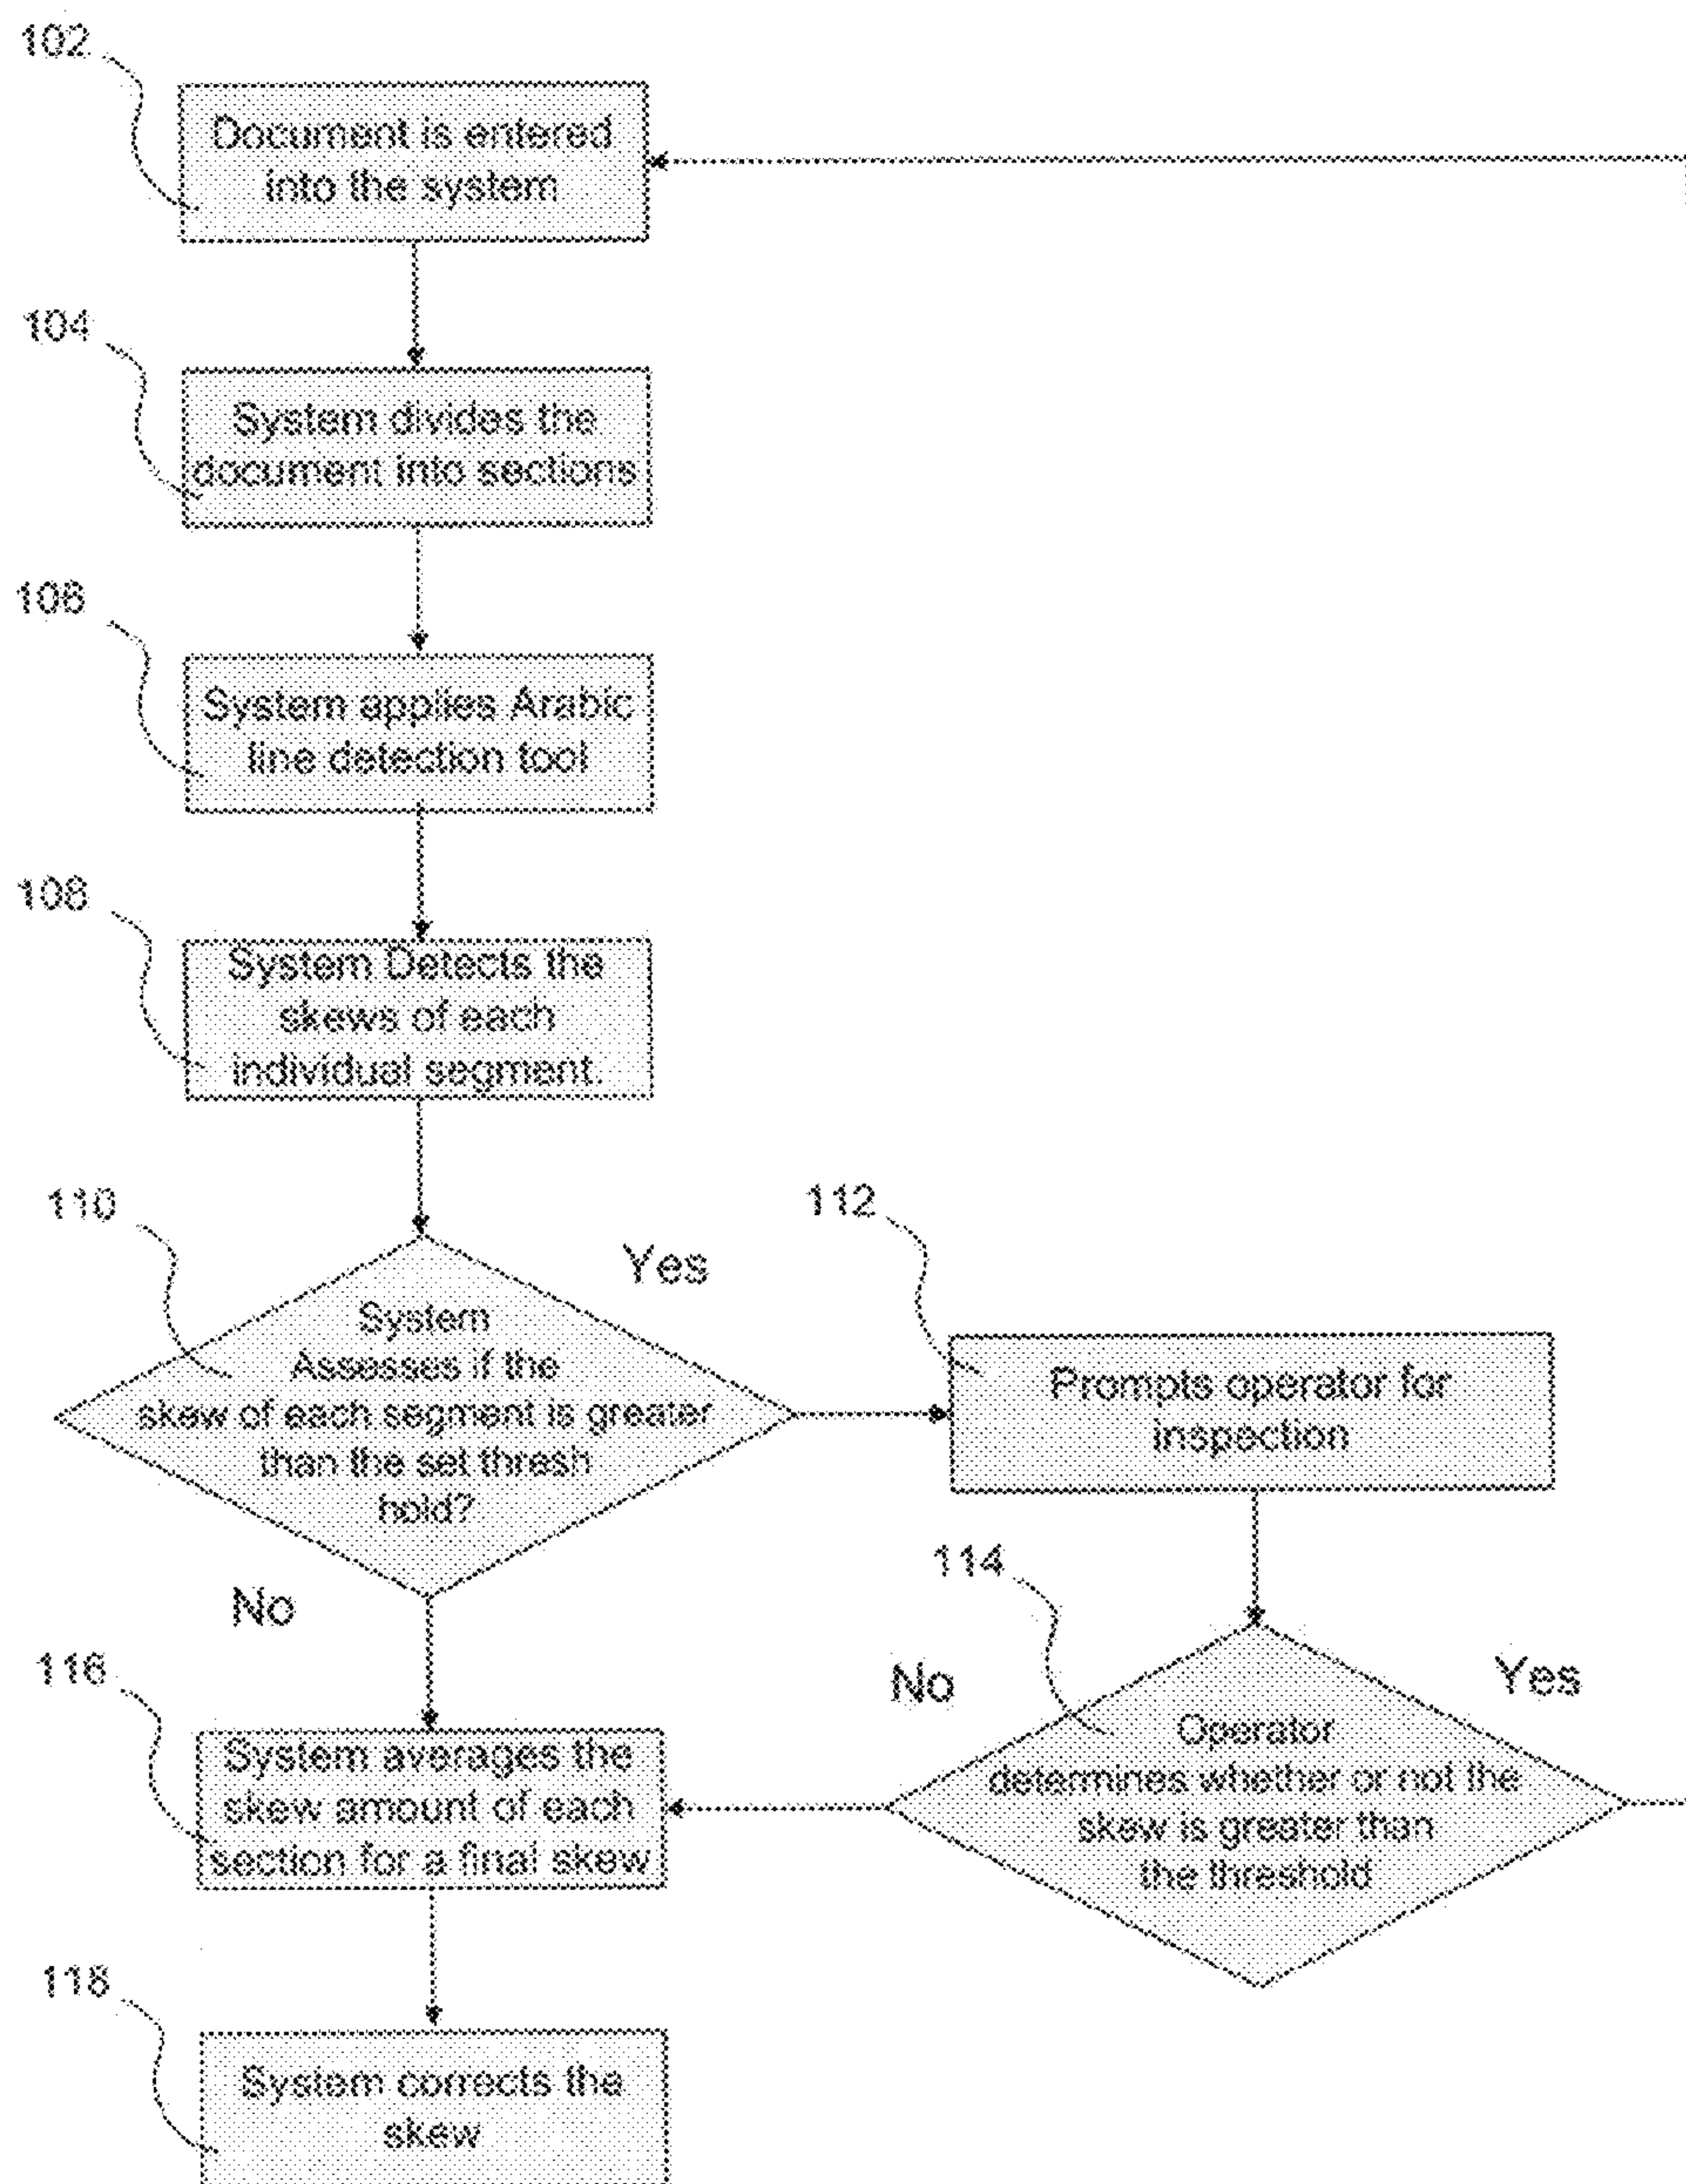 102
Document is entered
into the system
104
System divides the
document into sections
106
System applies Arabic
line detection tool
108
System Detects the
skews of each
individual segment.
110
Yes
System
Assesses if the
skew of each segment is greater
than the set thresh
hold?
No
112
Prompts operator for
inspection
114
No
Yes
Operator
determines whether or not the
skew is greater than
the threshold
116
System averages the
skew amount of each
section for a final skew
118
System corrects the
skew